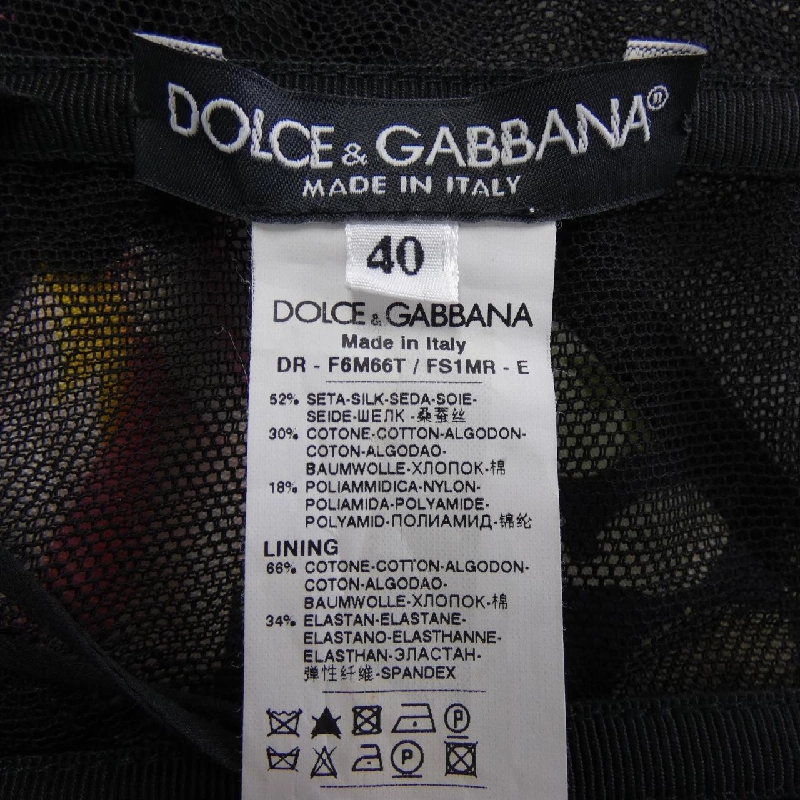 DOLCE & GABBANA®
MADE IN ITALY
40
DOLCE & GABBANA
Made in Italy
DR - F6M66T / FS1MR - E
52% SETA-SILK-SEDA-SOIE-
SEIDE-ШЕЛК -桑蚕丝
30% COTONE-COTTON-ALGODON-
COTON-ALGODAO-
BAUMWOLLE-ХЛОПОК-棉
18% POLIAMMIDICA-NYLON-
POLIAMIDA-POLYAMIDE-
POLYAMID-ПОЛИАМИД-锦纶
LINING
66% COTONE-COTTON-ALGODON-
COTON-ALGODAO-
BAUMWOLLE-ХЛОПОК-棉
34% ELASTAN-ELASTANE-
ELASTANO-ELASTHANNE-
ELASTHAN-ЭЛАСТАН-
弹性纤维-SPANDEX
P
P